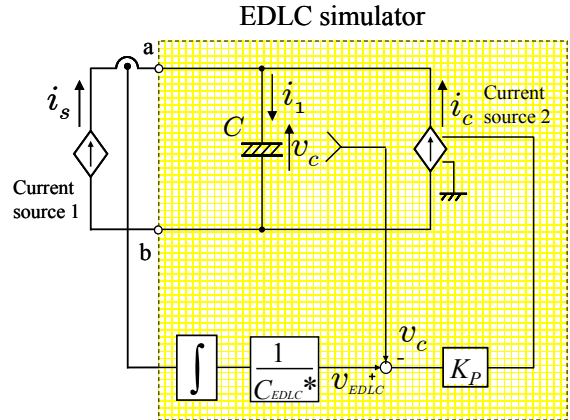 EDLC simulator
a
i_s
i_1
C
v_c
i_c
Current
source 2
Current
source 1
b
v_c
-
∫
1
C_EDLC*
v_EDLC
+
K_P